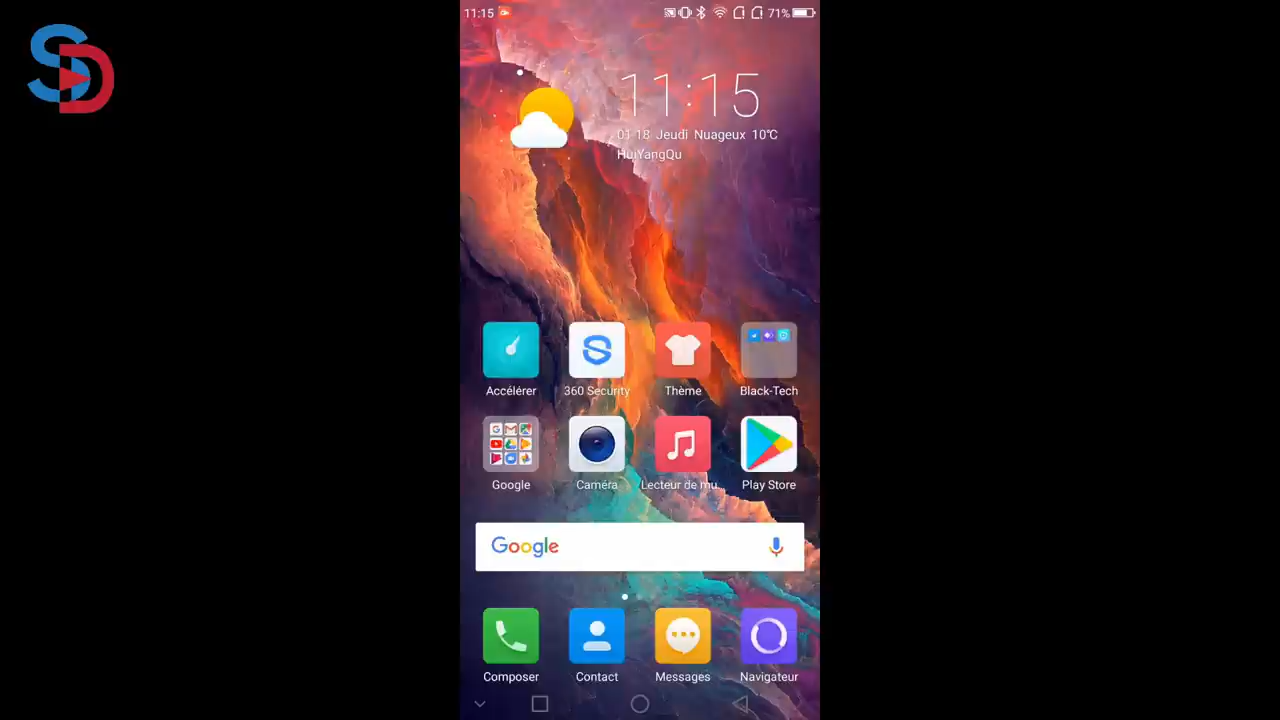 SD
11:15
71%
11:15
01-18 Jeudi Nuageux 10℃
HuiYangQu
Accélérer
360 Security
Thème
Black-Tech
Google
Caméra
Lecteur de mu...
Play Store
Google
Composer
Contact
Messages
Navigateur